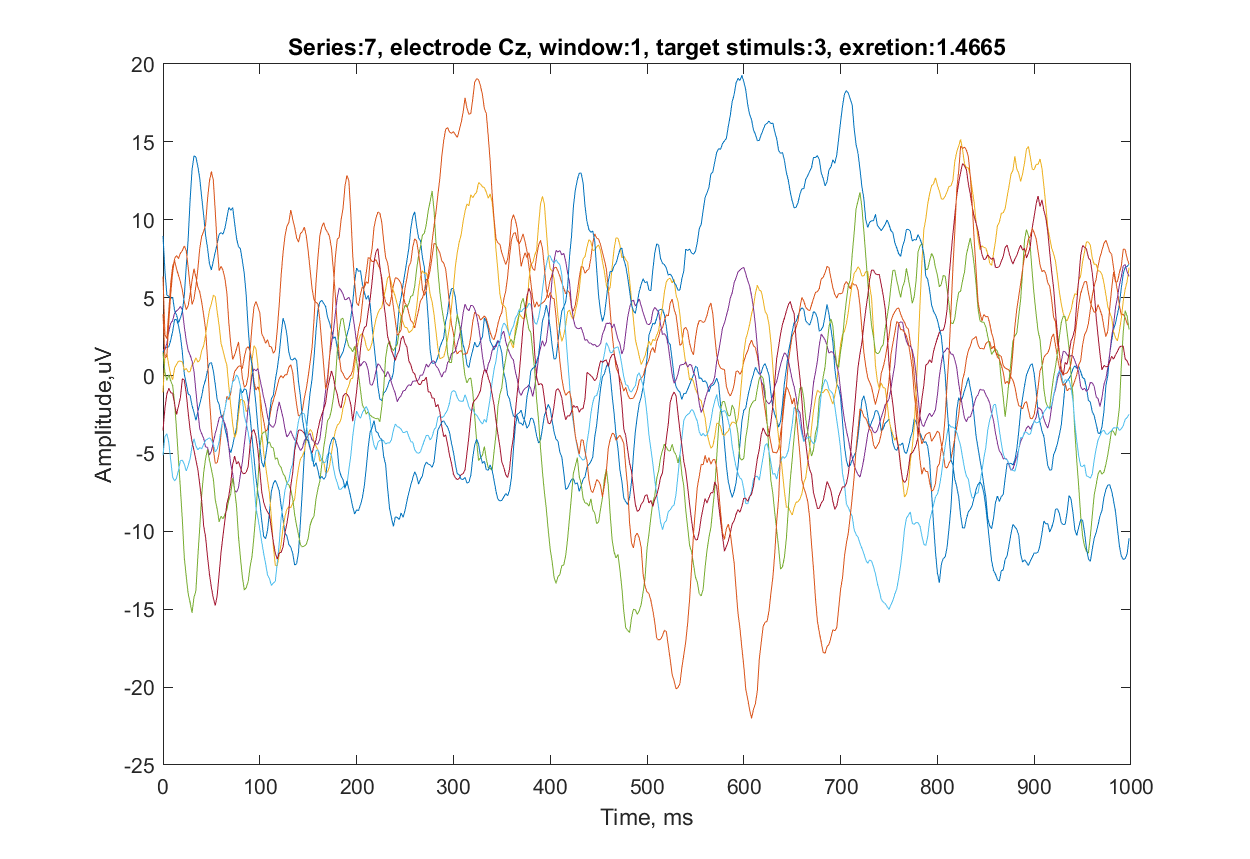 Series:7, electrode Cz, window:1, target stimuls:3, exretion:1.4665
20
15
10
5
0
-5
-10
-15
-20
-25
Amplitude,uV
0 100 200 300 400 500 600 700 800 900 1000
Time, ms